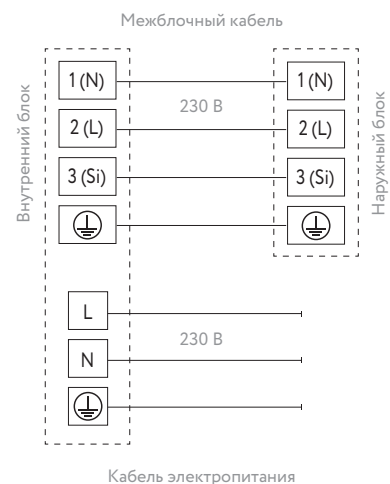 Межблочный кабель
Внутренний блок
Наружный блок
1 (N)
1 (N)
230 В
2 (L)
2 (L)
3 (Si)
3 (Si)
L
230 В
N
Кабель электропитания